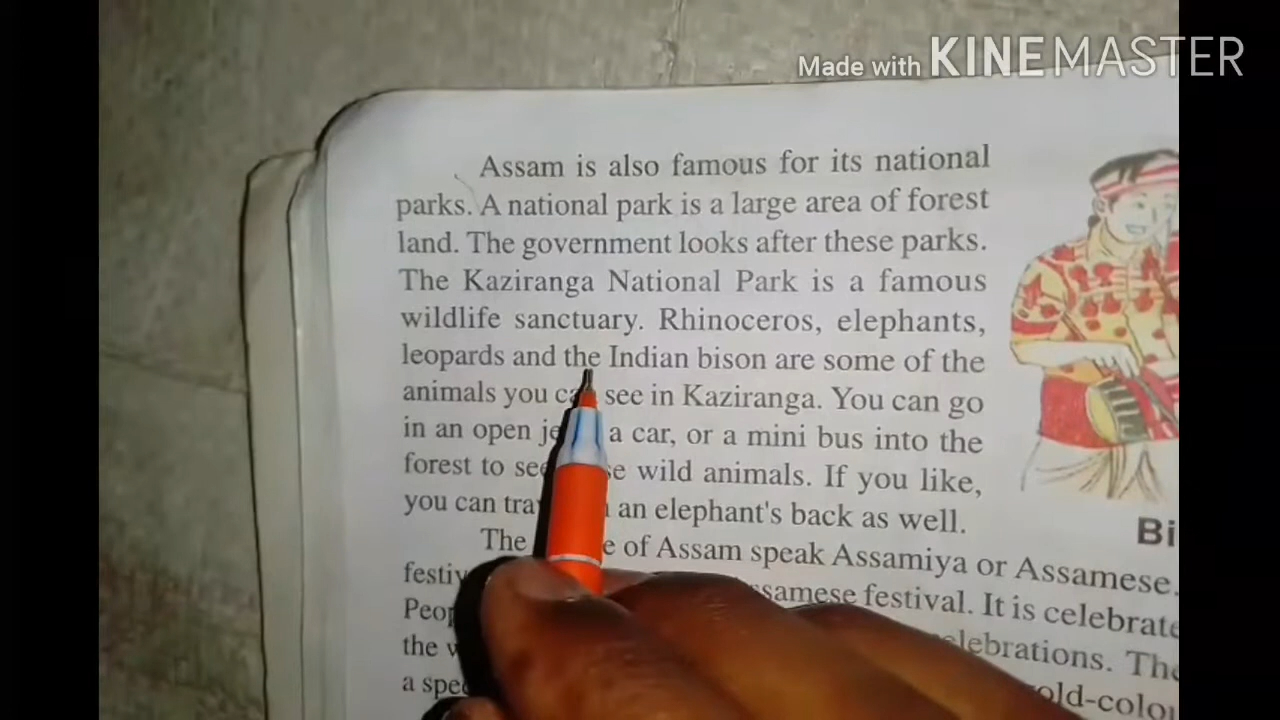 Made with KINEMASTER
Assam is also famous for its national
parks. A national park is a large area of forest
land. The government looks after these parks.
The Kaziranga National Park is a famous
wildlife sanctuary. Rhinoceros, elephants,
leopards and the Indian bison are some of the
animals you can see in Kaziranga. You can go
in an open a car, or a mini bus into the
forest to wild animals. If you like,
you can an elephant's back as well.
The of Assam speak Assamiya or Assamese.
festival. It is
The
the
a
Bi